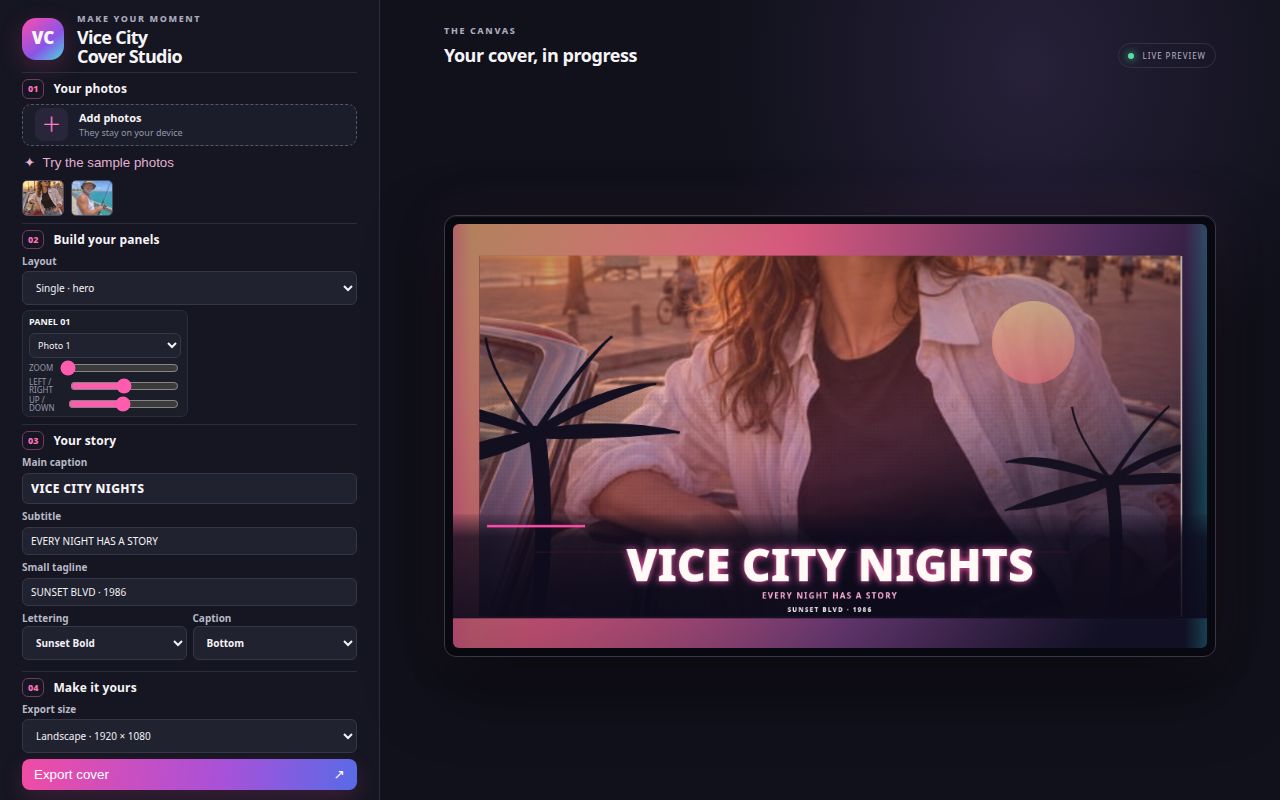 VC
MAKE YOUR MOMENT
Vice City
Cover Studio
01 Your photos
+ Add photos
They stay on your device
✦ Try the sample photos
02 Build your panels
Layout
Single · hero
PANEL 01
Photo 1
ZOOM
LEFT /
RIGHT
UP /
DOWN
03 Your story
Main caption
VICE CITY NIGHTS
Subtitle
EVERY NIGHT HAS A STORY
Small tagline
SUNSET BLVD · 1986
Lettering Caption
Sunset Bold Bottom
04 Make it yours
Export size
Landscape · 1920 × 1080
Export cover ↗
THE CANVAS
Your cover, in progress
LIVE PREVIEW
VICE CITY NIGHTS
EVERY NIGHT HAS A STORY
SUNSET BLVD · 1986